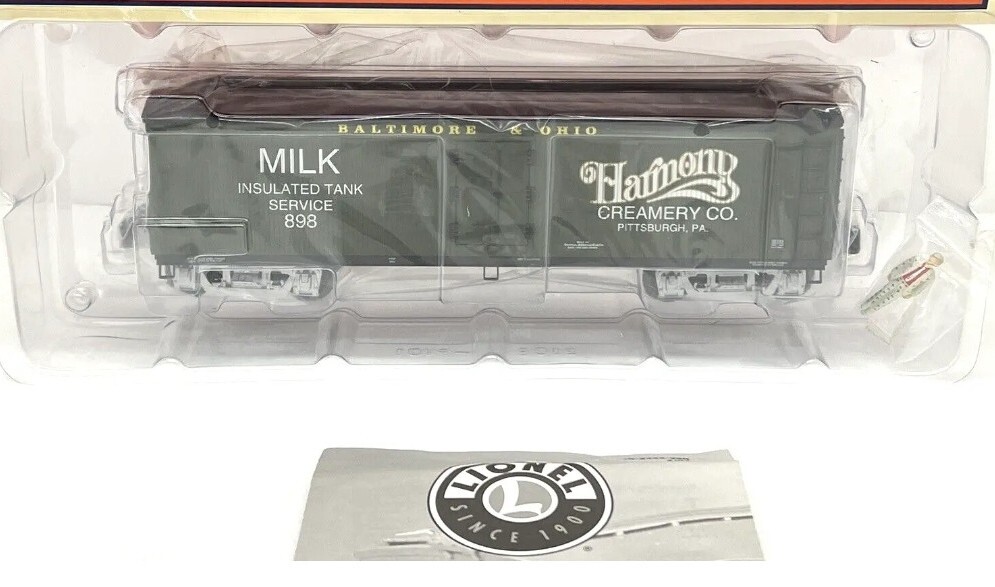 BALTIMORE & OHIO
MILK
INSULATED TANK
SERVICE
898
Harmony
CREAMERY CO.
PITTSBURGH, PA.
LIONEL
L
SINCE 1900
®